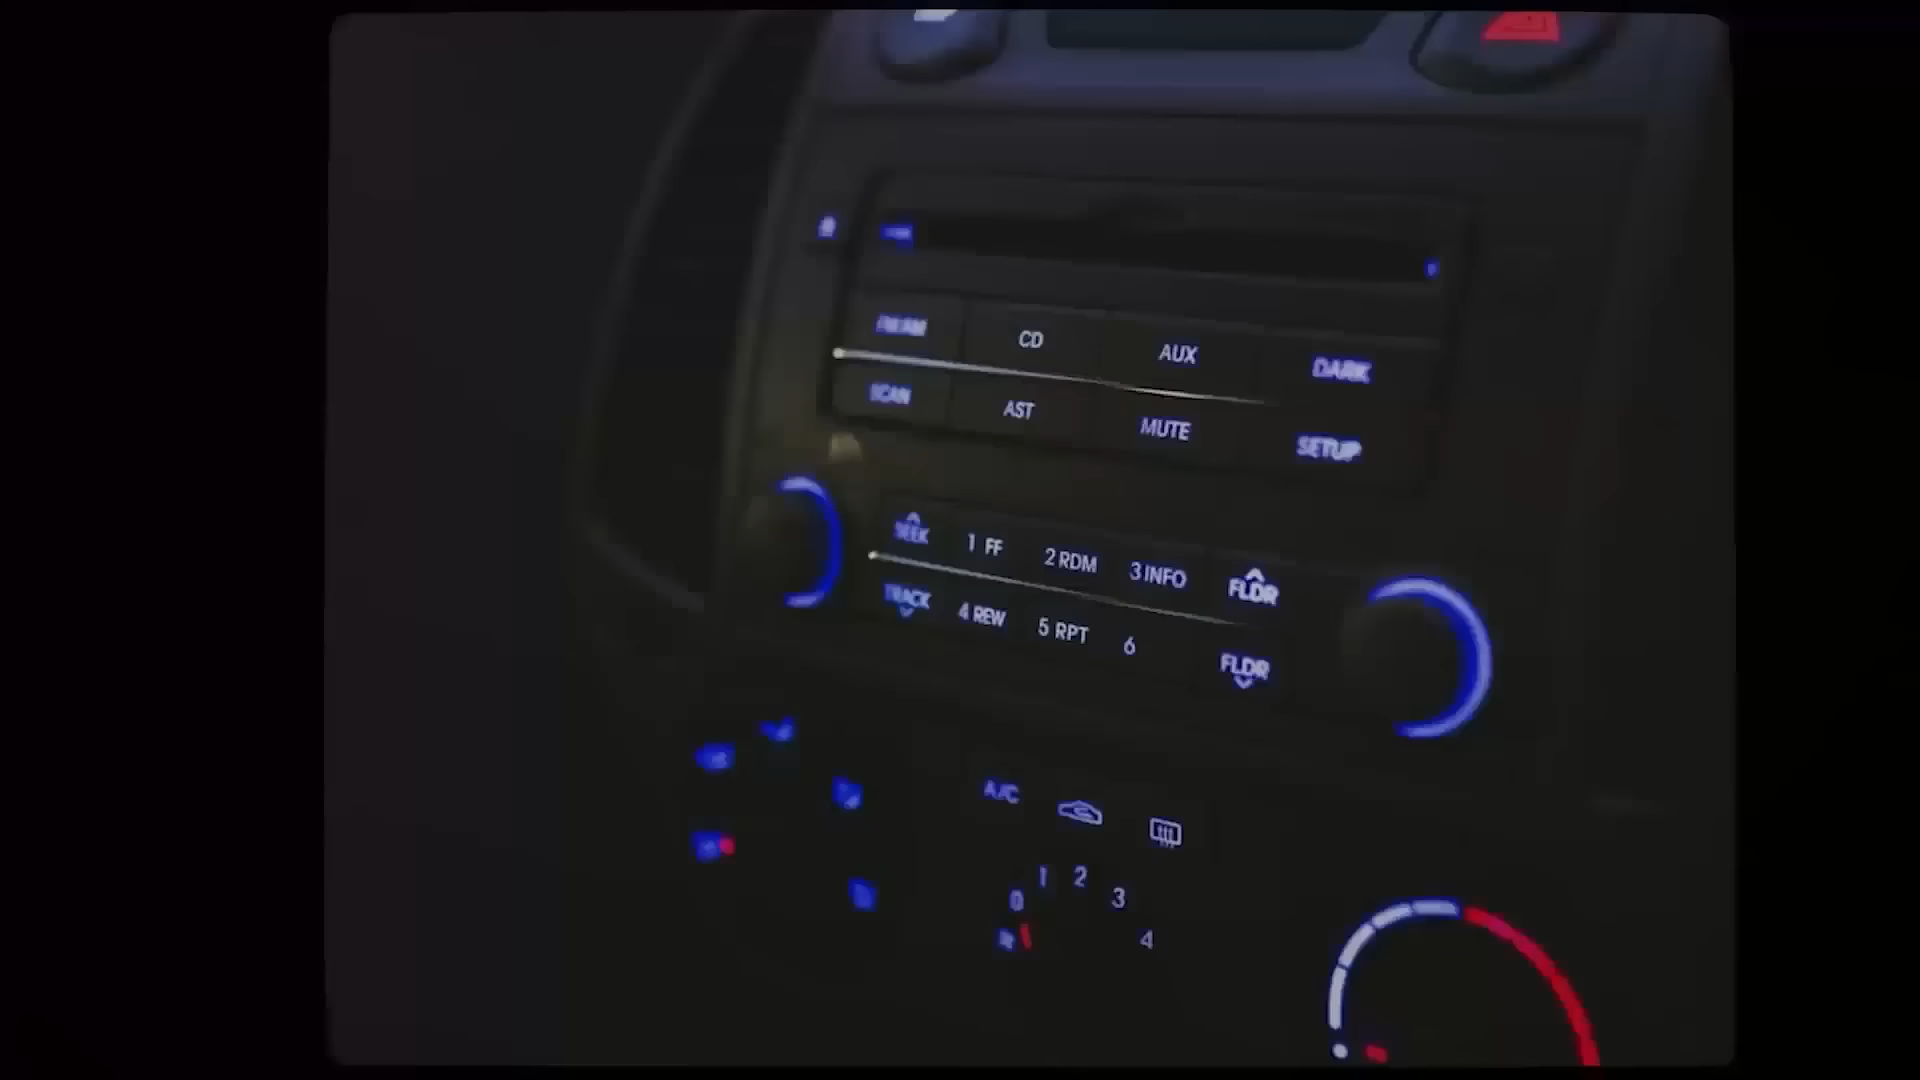 FM/AM CD AUX DARK
SCAN AST MUTE SETUP
SEEK 1 FF 2 RDM 3 INFO FLDR
TRACK 4 REW 5 RPT 6 FLDR
A/C
0 1 2 3 4